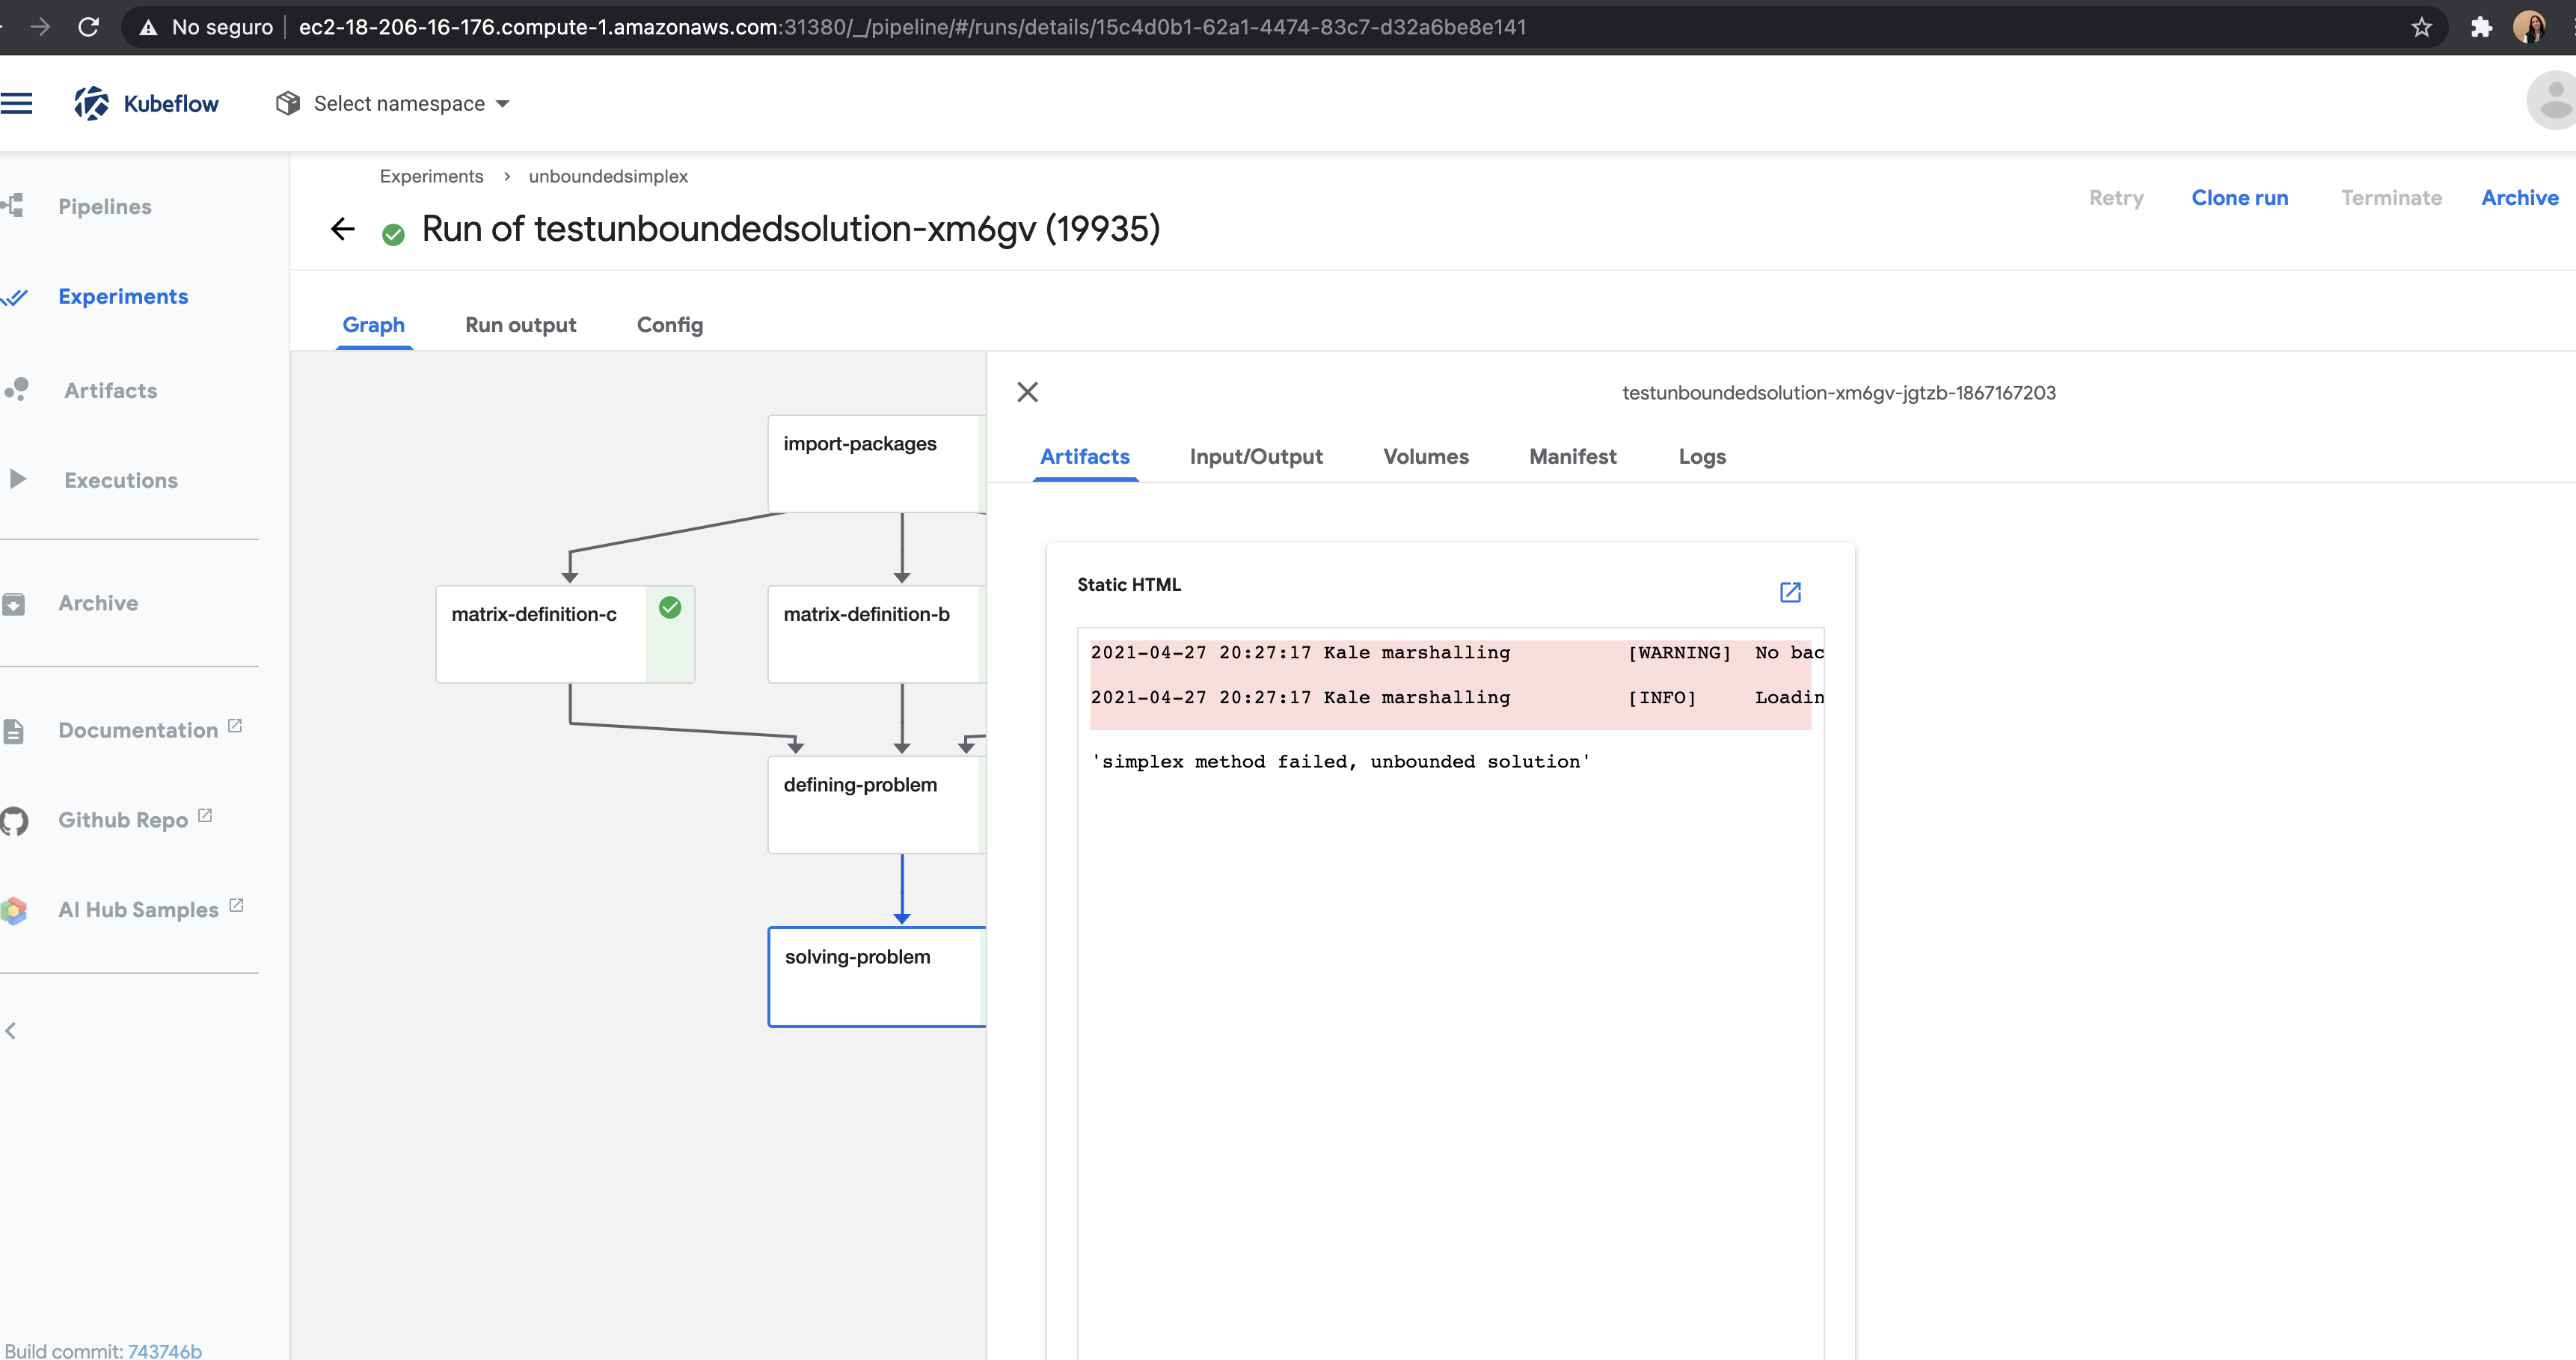 No seguro
ec2-18-206-16-176.compute-1.amazonaws.com:31380/_/pipeline/#/runs/details/15c4d0b1-62a1-4474-83c7-d32a6be8e141
Kubeflow
Select namespace
Pipelines
Experiments
Artifacts
Executions
Archive
Documentation
Github Repo
AI Hub Samples
Build commit: 743746b
Experiments > unboundedsimplex
Run of testunboundedsolution-xm6gv (19935)
Retry
Clone run
Terminate
Archive
Graph
Run output
Config
import-packages
matrix-definition-c
matrix-definition-b
defining-problem
solving-problem
testunboundedsolution-xm6gv-jgtzb-1867167203
Artifacts
Input/Output
Volumes
Manifest
Logs
Static HTML
2021-04-27 20:27:17 Kale marshalling [WARNING] No bac
2021-04-27 20:27:17 Kale marshalling [INFO] Loadin
'simplex method failed, unbounded solution'